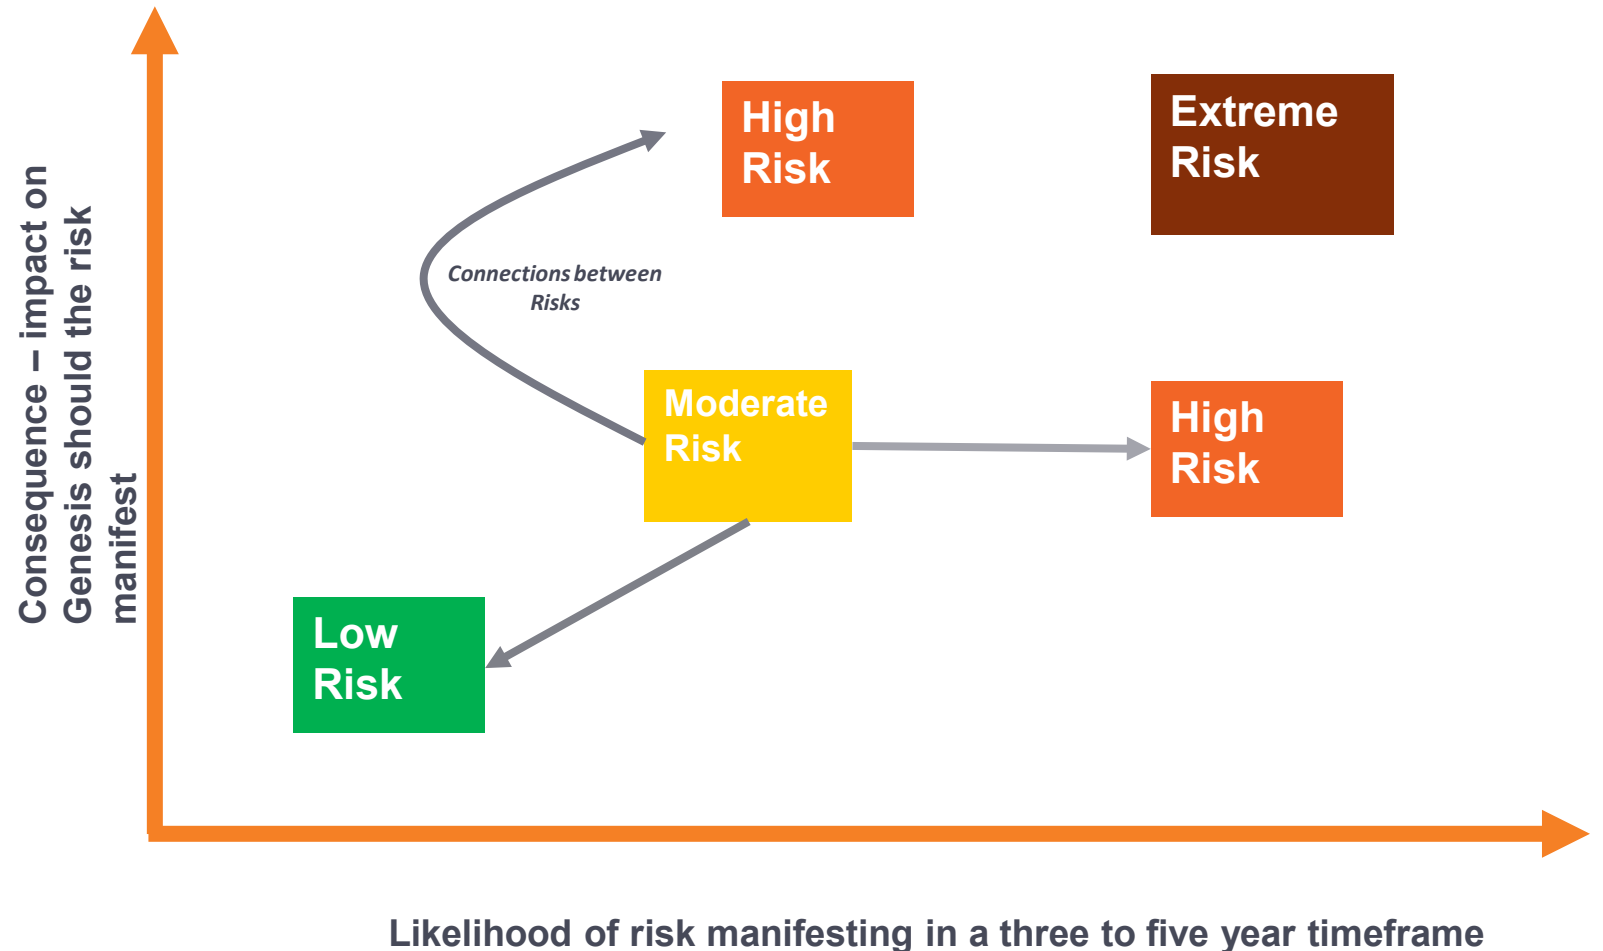 Consequence – impact on
Genesis should the risk
manifest
High
Risk
Extreme
Risk
Connections between
Risks
Moderate
Risk
High
Risk
Low
Risk
Likelihood of risk manifesting in a three to five year timeframe